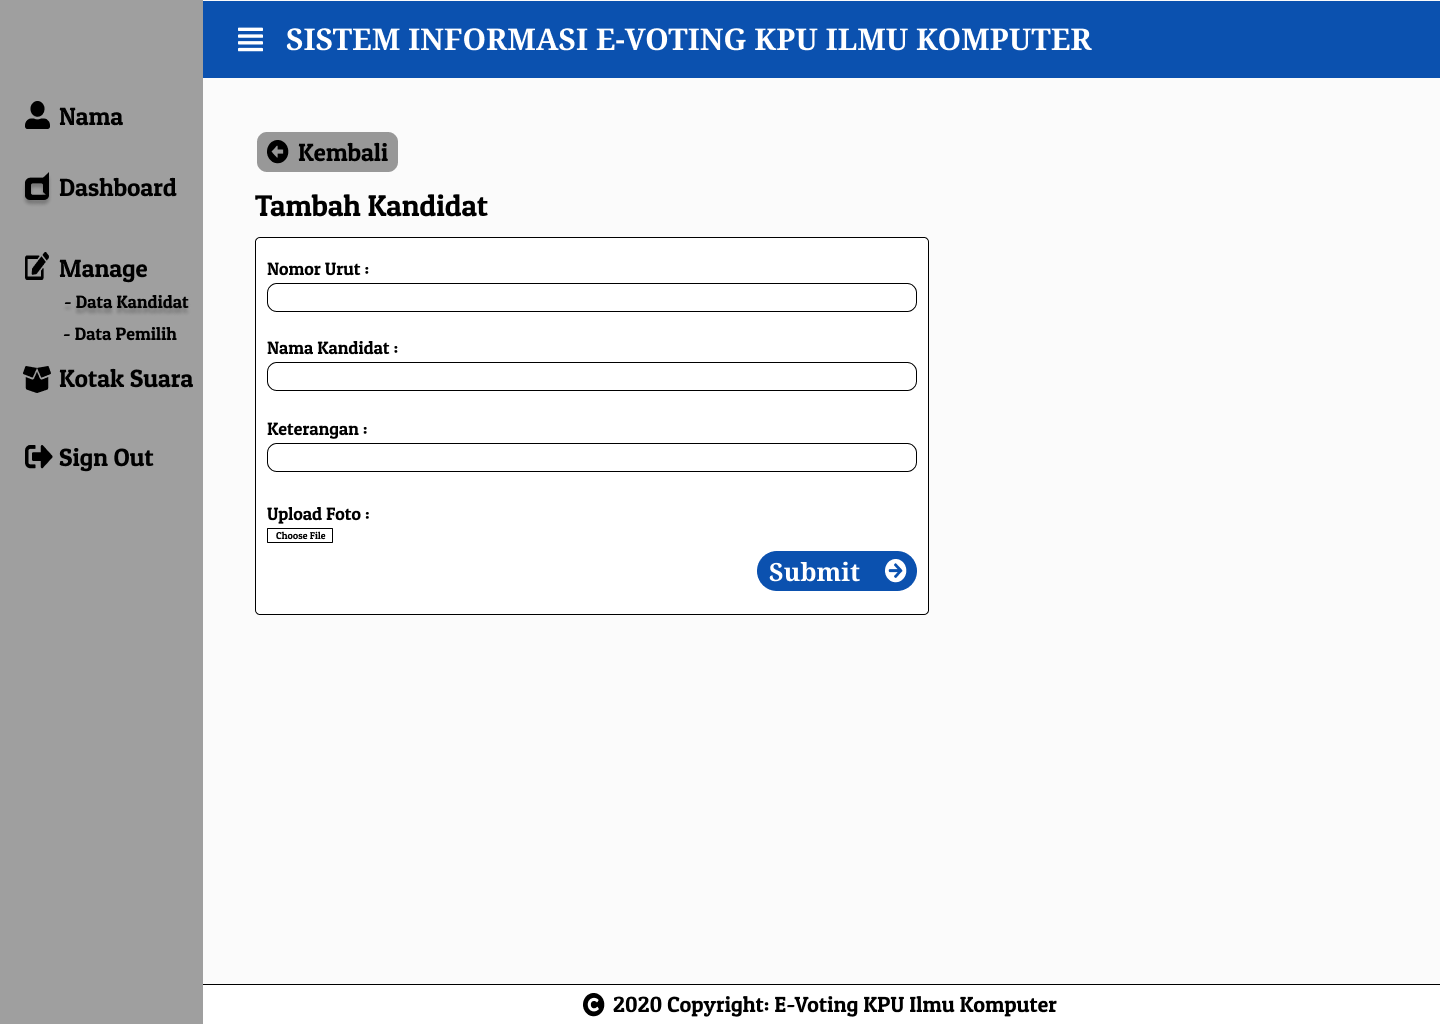 SISTEM INFORMASI E-VOTING KPU ILMU KOMPUTER
Nama
Dashboard
Manage
- Data Kandidat
- Data Pemilih
Kotak Suara
Sign Out
Kembali
Tambah Kandidat
Nomor Urut :
Nama Kandidat :
Keterangan :
Upload Foto :
Choose File
Submit
© 2020 Copyright: E-Voting KPU Ilmu Komputer